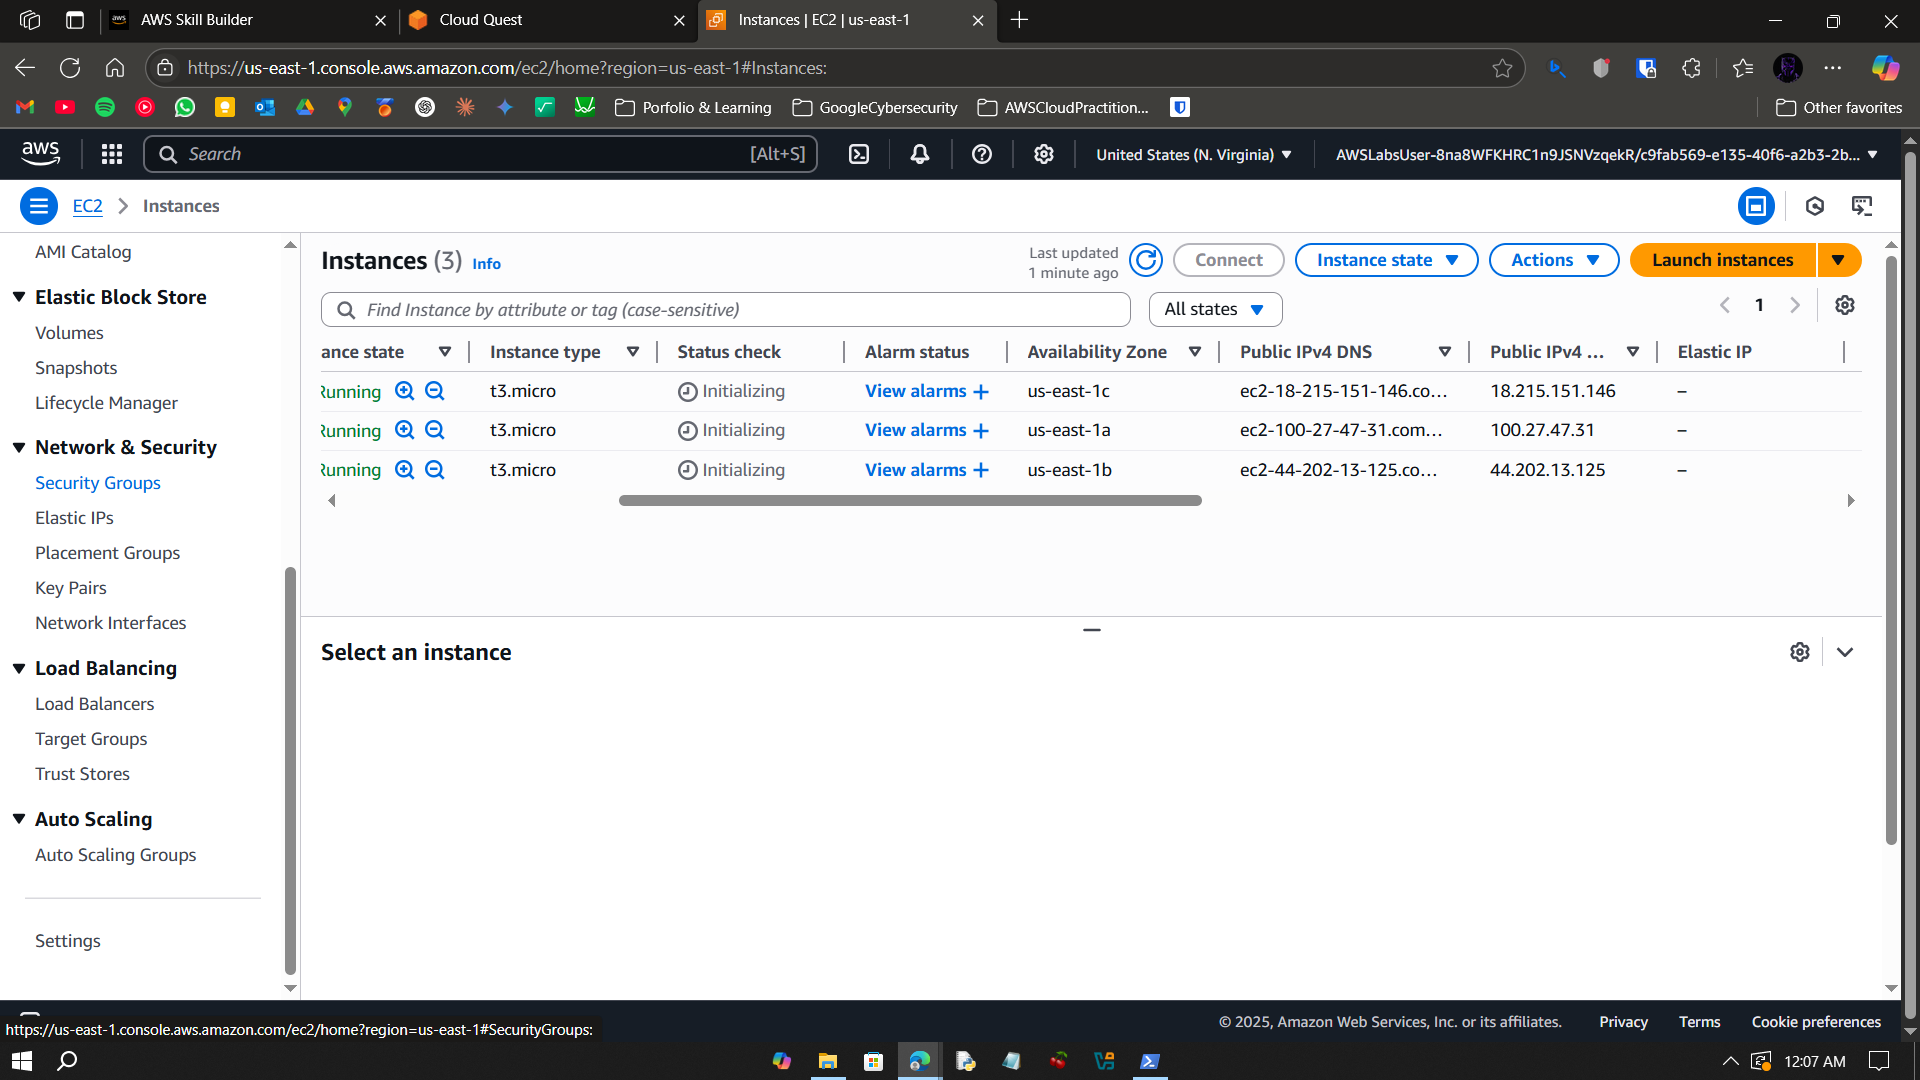 AWS Skill Builder
Cloud Quest
Instances | EC2 | us-east-1
https://us-east-1.console.aws.amazon.com/ec2/home?region=us-east-1#Instances:
Porfolio & Learning
GoogleCybersecurity
AWSCloudPractition...
Other favorites
aws
Search
[Alt+S]
United States (N. Virginia)
AWSLabsUser-8na8WFKHRC1n9JSNVzqekR/c9fab569-e135-40f6-a2b3-2b...
EC2
Instances
AMI Catalog
Elastic Block Store
Volumes
Snapshots
Lifecycle Manager
Network & Security
Security Groups
Elastic IPs
Placement Groups
Key Pairs
Network Interfaces
Load Balancing
Load Balancers
Target Groups
Trust Stores
Auto Scaling
Auto Scaling Groups
Settings
Instances (3) Info
Last updated
1 minute ago
Connect
Instance state
Actions
Launch instances
Find Instance by attribute or tag (case-sensitive)
All states
1
ance state Instance type Status check Alarm status Availability Zone Public IPv4 DNS Public IPv4 ... Elastic IP
Running t3.micro Initializing View alarms + us-east-1c ec2-18-215-151-146.co... 18.215.151.146 –
Running t3.micro Initializing View alarms + us-east-1a ec2-100-27-47-31.com... 100.27.47.31 –
Running t3.micro Initializing View alarms + us-east-1b ec2-44-202-13-125.co... 44.202.13.125 –
Select an instance
https://us-east-1.console.aws.amazon.com/ec2/home?region=us-east-1#SecurityGroups:
© 2025, Amazon Web Services, Inc. or its affiliates.
Privacy
Terms
Cookie preferences
12:07 AM